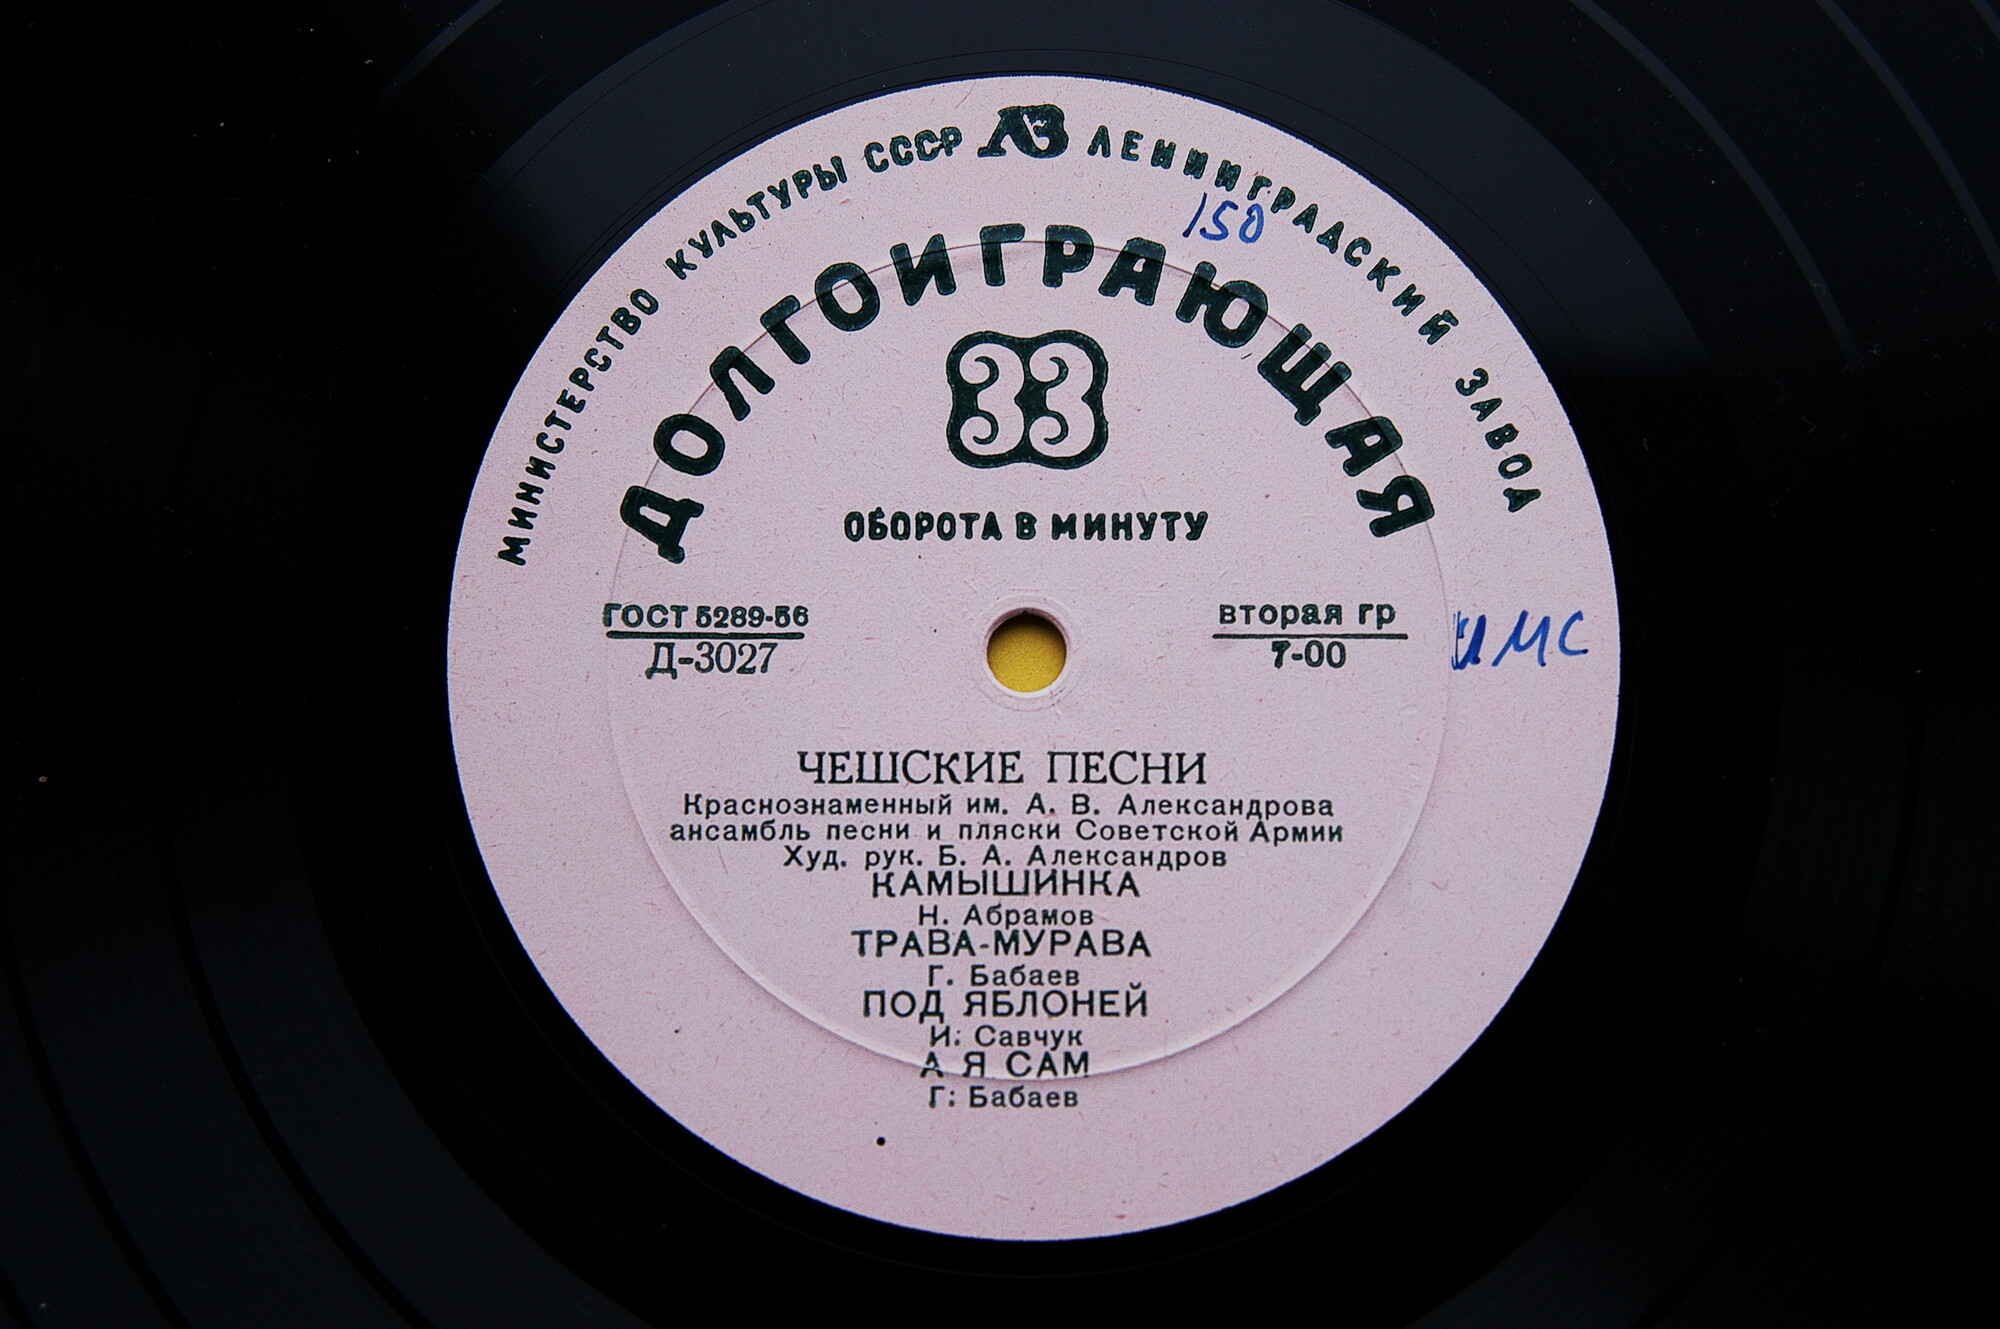 МИНИСТЕРСТВО КУЛЬТУРЫ СССР ЛЗ ЛЕНИНГРАДСКИЙ ЗАВОД
150
ДОЛГОИГРАЮЩАЯ
33
ОБОРОТА В МИНУТУ
ГОСТ 5289-56
Д-3027
вторая гр
7-00
ЧЕШСКИЕ ПЕСНИ
Краснознаменный им. А. В. Александрова
ансамбль песни и пляски Советской Армии
Худ. рук. Б. А. Александров
КАМЫШИНКА
Н. Абрамов
ТРАВА-МУРАВА
Г. Бабаев
ПОД ЯБЛОНЕЙ
И: Савчук
А Я САМ
Г: Бабаев